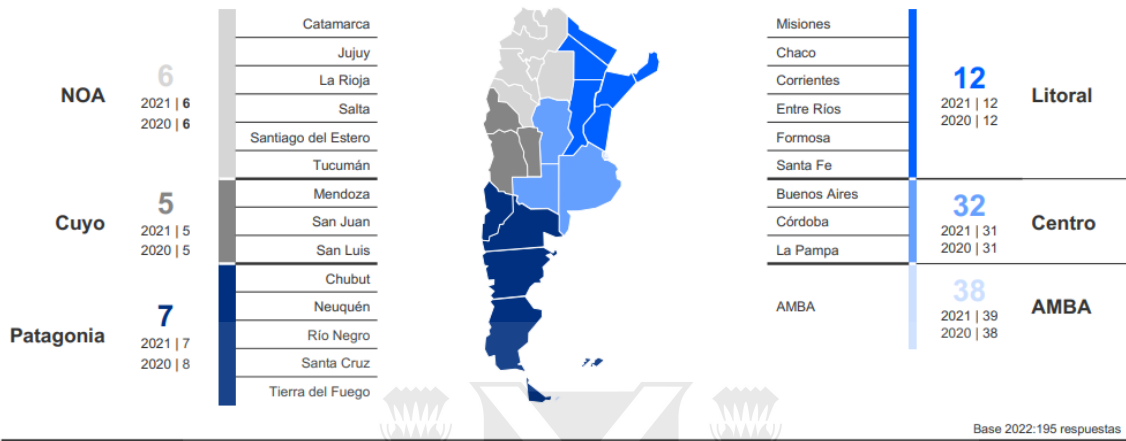 NOA
6
2021 | 6
2020 | 6
Catamarca
Jujuy
La Rioja
Salta
Santiago del Estero
Tucumán
Cuyo
5
2021 | 5
2020 | 5
Mendoza
San Juan
San Luis
Patagonia
7
2021 | 7
2020 | 8
Chubut
Neuquén
Río Negro
Santa Cruz
Tierra del Fuego
Misiones
Chaco
Corrientes
Entre Ríos
Formosa
Santa Fe
12
2021 | 12
2020 | 12
Litoral
Buenos Aires
Córdoba
La Pampa
32
2021 | 31
2020 | 31
Centro
AMBA
38
2021 | 39
2020 | 38
AMBA
Base 2022:195 respuestas